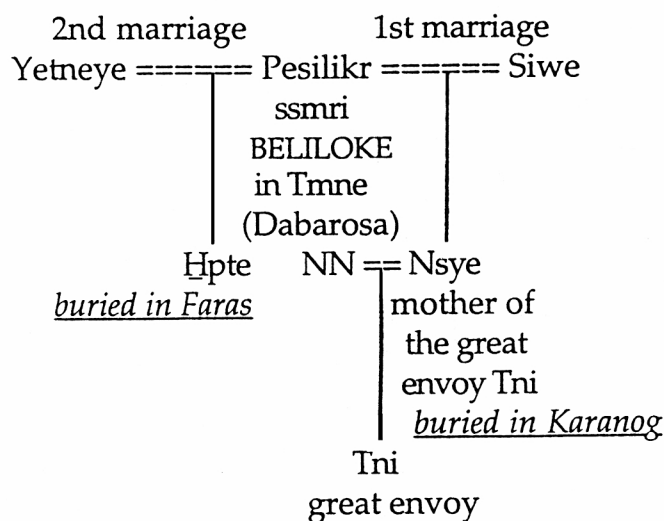 2nd marriage 1st marriage
Yetneye ====== Pesilikr ====== Siwe
ssmri
BELILOKE
in Tmne
(Dabarosa)
H̱pte NN == Nsye
buried in Faras mother of
the great
envoy Tni
buried in Karanog
Tni
great envoy